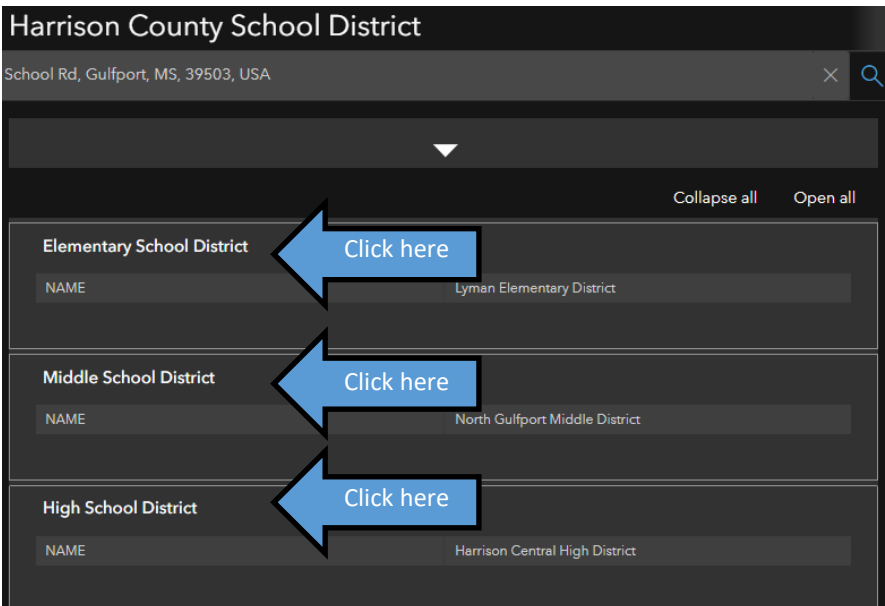 Harrison County School District
School Rd, Gulfport, MS, 39503, USA
Collapse all Open all
Elementary School District Click here
NAME Lyman Elementary District
Middle School District Click here
NAME North Gulfport Middle District
High School District Click here
NAME Harrison Central High District